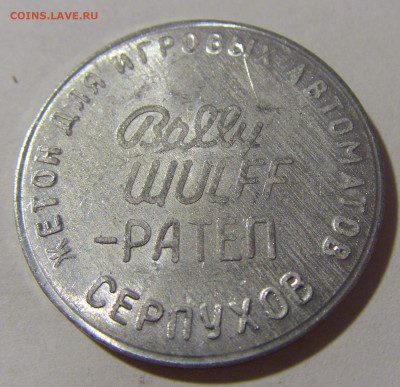 COINS.LAVE.RU
ЖЕТОН ДЛЯ ИГРОВЫХ АВТОМАТОВ
Bally
WULFF
-РАТЕП
СЕРПУХОВ